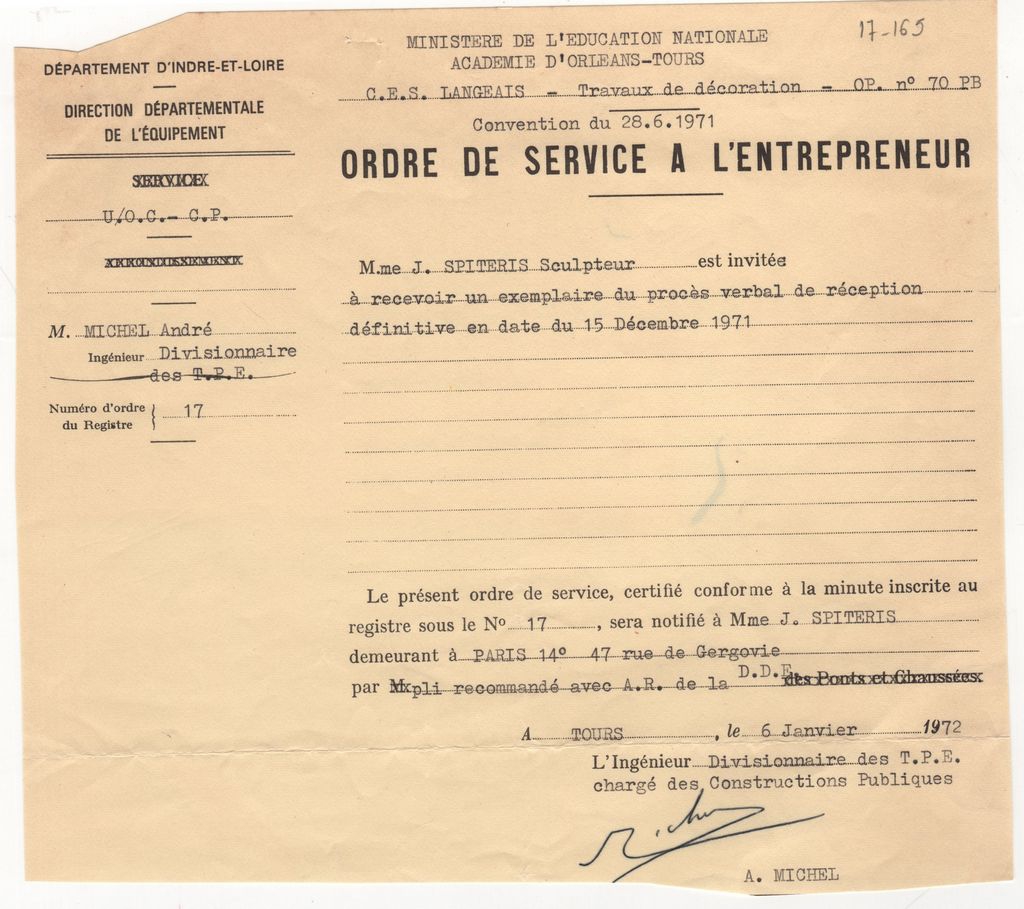 17-165
DÉPARTEMENT D'INDRE-ET-LOIRE
DIRECTION DÉPARTEMENTALE
DE L'ÉQUIPEMENT
SERVICE
U/O.C.- C.P.
ARRONDISSEMENT
M. MICHEL André
Ingénieur Divisionnaire
des T.P.E.
Numéro d'ordre
du Registre } 17
MINISTERE DE L'EDUCATION NATIONALE
ACADEMIE D'ORLEANS-TOURS
C.E.S. LANGEAIS - Travaux de décoration - OP. n° 70 PB
Convention du 28.6.1971
ORDRE DE SERVICE A L'ENTREPRENEUR
M.me J. SPITERIS Sculpteur est invitée
à recevoir un exemplaire du procès verbal de réception
définitive en date du 15 Décembre 1971
Le présent ordre de service, certifié conforme à la minute inscrite au
registre sous le N° 17 , sera notifié à Mme J. SPITERIS
demeurant à PARIS 14° 47 rue de Gergovie
par M. pli recommandé avec A.R. de la D.D.E. des Ponts et Chaussées.
A TOURS , le 6 Janvier 1972
L'Ingénieur Divisionnaire des T.P.E.
chargé des Constructions Publiques
A. MICHEL